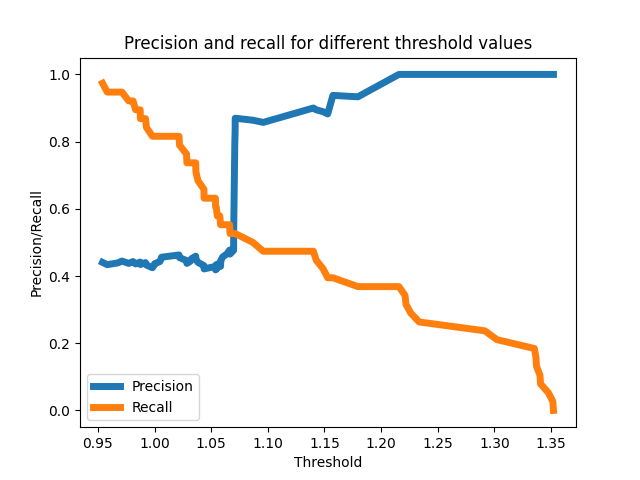 Precision and recall for different threshold values
Precision/Recall
1.0
0.8
0.6
0.4
0.2
0.0
Precision
Recall
0.95 1.00 1.05 1.10 1.15 1.20 1.25 1.30 1.35
Threshold